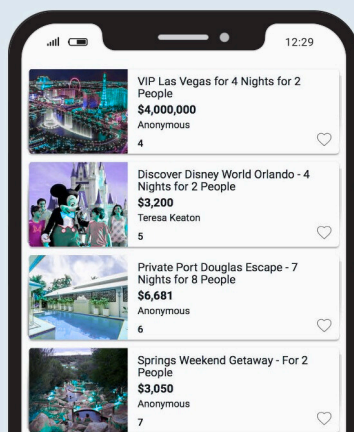 12:29
VIP Las Vegas for 4 Nights for 2
People
$4,000,000
Anonymous
4
Discover Disney World Orlando - 4
Nights for 2 People
$3,200
Teresa Keaton
5
Private Port Douglas Escape - 7
Nights for 8 People
$6,681
Anonymous
6
Springs Weekend Getaway - For 2
People
$3,050
Anonymous
7